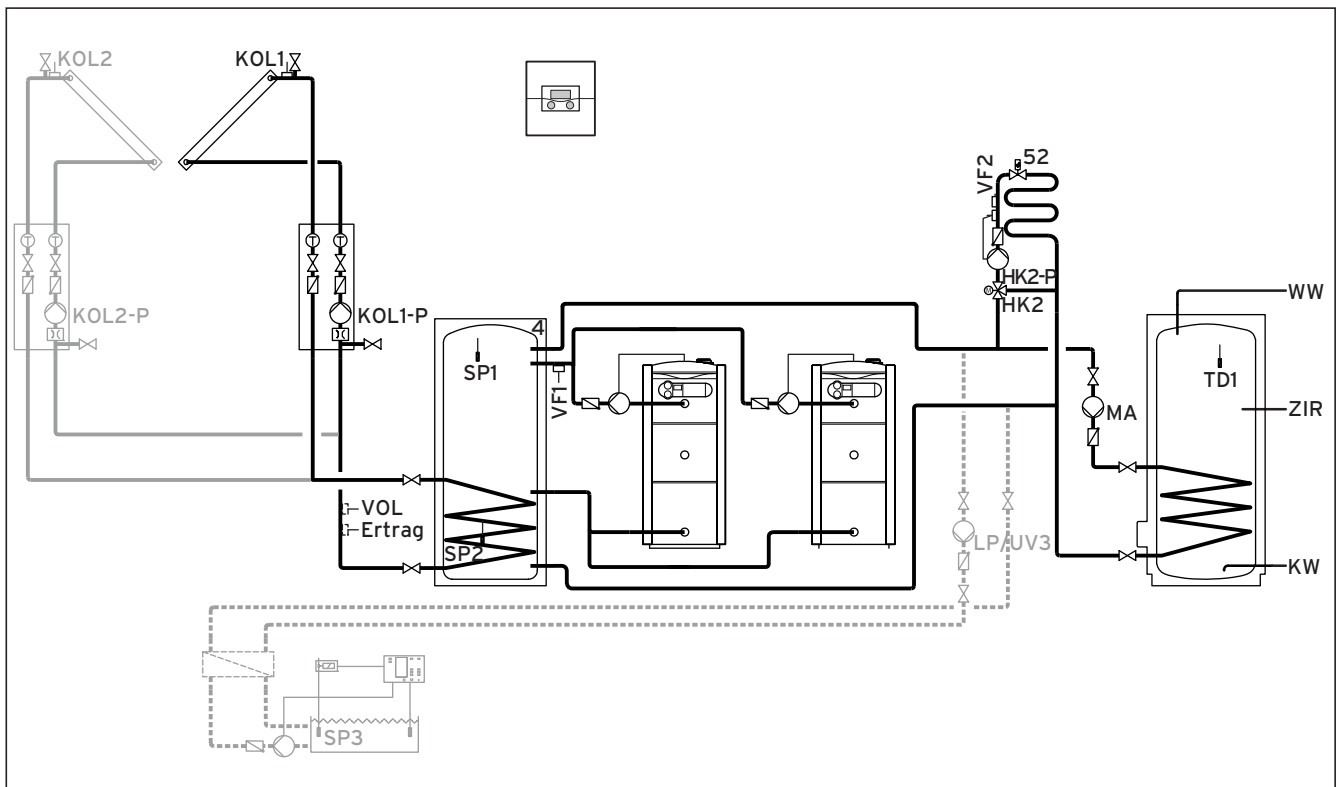 KOL2
KOL1
VF2
52
KOL2-P
KOL1-P
HK2-P
HK2
WW
4
SP1
VF1
TD1
MA
ZIR
VOL
Ertrag
SP2
LP/UV3
KW
SP3